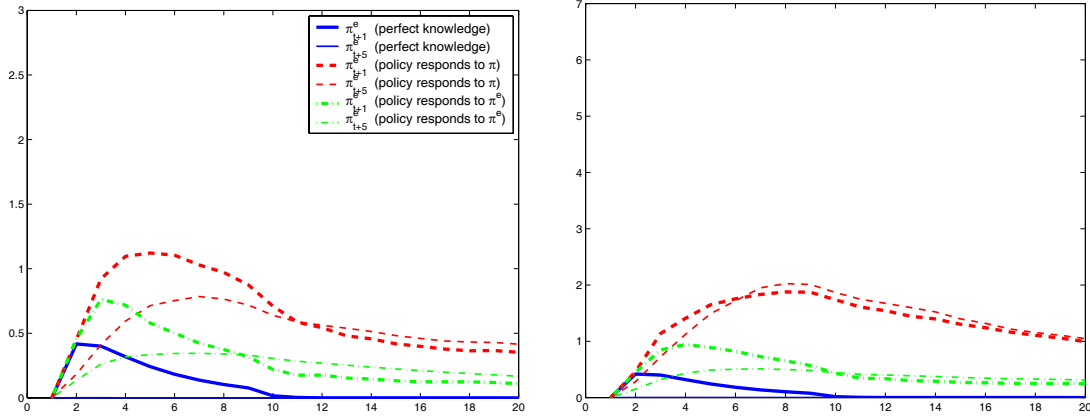 3
2.5
2
1.5
1
0.5
0
0 2 4 6 8 10 12 14 16 18 20
π^e_{t+1} (perfect knowledge)
π^e_{t+5} (perfect knowledge)
π^e_{t+1} (policy responds to π)
π^e_{t+5} (policy responds to π)
π^e_{t+1} (policy responds to π^e)
π^e_{t+5} (policy responds to π^e)
7
6
5
4
3
2
1
0
0 2 4 6 8 10 12 14 16 18 20